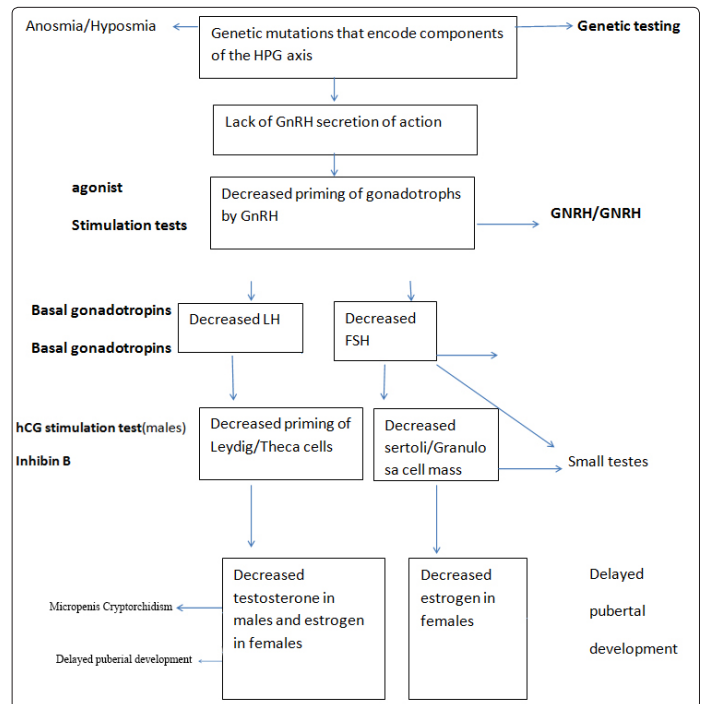 Anosmia/Hyposmia
Genetic mutations that encode components
of the HPG axis
Genetic testing
Lack of GnRH secretion of action
agonist
Stimulation tests
Decreased priming of gonadotrophs
by GnRH
GNRH/GNRH
Basal gonadotropins
Basal gonadotropins
Decreased LH
Decreased
FSH
hCG stimulation test(males)
Inhibin B
Decreased priming of
Leydig/Theca cells
Decreased
sertoli/Granulo
sa cell mass
Small testes
Micropenis Cryptorchidism
Delayed puberial development
Decreased
testosterone in
males and estrogen
in females
Decreased
estrogen in
females
Delayed
pubertal
development